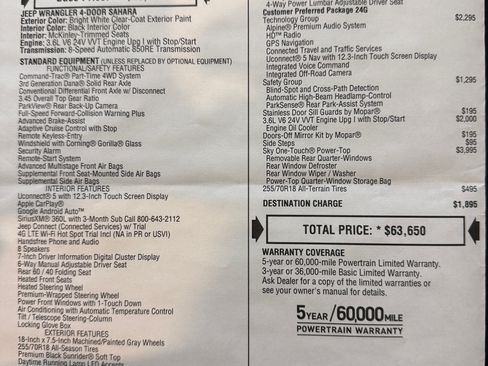 JEEP WRANGLER 4-DOOR SAHARA
Exterior Color: Bright White Clear-Coat Exterior Paint
Interior Color: Black Interior Color
Interior: McKinley-Trimmed Seats
Engine: 3.6L V6 24V VVT Engine Upg I with Stop/Start
Transmission: 8-Speed Automatic 850RE Transmission
STANDARD EQUIPMENT (UNLESS REPLACED BY OPTIONAL EQUIPMENT)
FUNCTIONAL/SAFETY FEATURES
Command-Trac® Part-Time 4WD System
3rd Generation Dana® Solid Rear Axle
Conventional Differential Front Axle w/ Disconnect
3.45 Overall Top Gear Ratio
ParkView® Rear Back-Up Camera
Full-Speed Forward-Collision Warning Plus
Advanced Brake-Assist
Adaptive Cruise Control with Stop
Remote Keyless-Entry
Windshield with Corning® Gorilla® Glass
Security Alarm
Remote-Start System
Advanced Multistage Front Air Bags
Supplemental Front Seat-Mounted Side Air Bags
Supplemental Side Air Bags
INTERIOR FEATURES
Uconnect® 5 with 12.3-Inch Touch Screen Display
Apple CarPlay®
Google Android Auto™
SiriusXM® 360L with 3-Month Sub Call 800-643-2112
Jeep Connect (Connected Services) w/ Trial
4G LTE Wi-Fi Hot Spot Trial Incl (NA in PR or USVI)
Handsfree Phone and Audio
8 Speakers
7-Inch Driver Information Digital Cluster Display
6-Way Manual Adjustable Driver Seat
Rear 60 / 40 Folding Seat
Heated Front Seats
Heated Steering Wheel
Premium-Wrapped Steering Wheel
Power Front Windows with 1-Touch Down
Air Conditioning with Automatic Temperature Control
Tilt / Telescope Steering-Column
Locking Glove Box
EXTERIOR FEATURES
18-Inch x 7.5-Inch Machined/Painted Gray Wheels
255/70R18 All-Season Tires
Premium Black Sunrider® Soft Top
Daytime Running Lamp LED Accents
4-Way Power Lumbar Adjustable Driver Seat
Customer Preferred Package 24G
Technology Group $2,295
Alpine® Premium Audio System
HD™ Radio
GPS Navigation
Connected Travel and Traffic Services
Uconnect® 5 Nav with 12.3-Inch Touch Screen Display
Integrated Voice Command
Integrated Off-Road Camera
Safety Group $1,295
Blind-Spot and Cross-Path Detection
Automatic High-Beam Headlamp-Control
ParkSense® Rear Park-Assist System
Stainless Door Sill Guards by Mopar® $195
3.6L V6 24V VVT Engine Upg I with Stop/Start $2,000
Engine Oil Cooler
Doors-Off Mirror Kit by Mopar® $195
Side Steps $95
Sky One-Touch® Power-Top $3,995
Removable Rear Quarter-Windows
Rear Window Defroster
Rear Window Wiper / Washer
Power-Top Quarter-Window Storage Bag
255/70R18 All-Terrain Tires $495
DESTINATION CHARGE $1,895
TOTAL PRICE: * $63,650
WARRANTY COVERAGE
5-year or 60,000-mile Powertrain Limited Warranty.
3-year or 36,000-mile Basic Limited Warranty.
Ask Dealer for a copy of the limited warranties or
see your owner's manual for details.
5YEAR/60,000MILE
POWERTRAIN WARRANTY